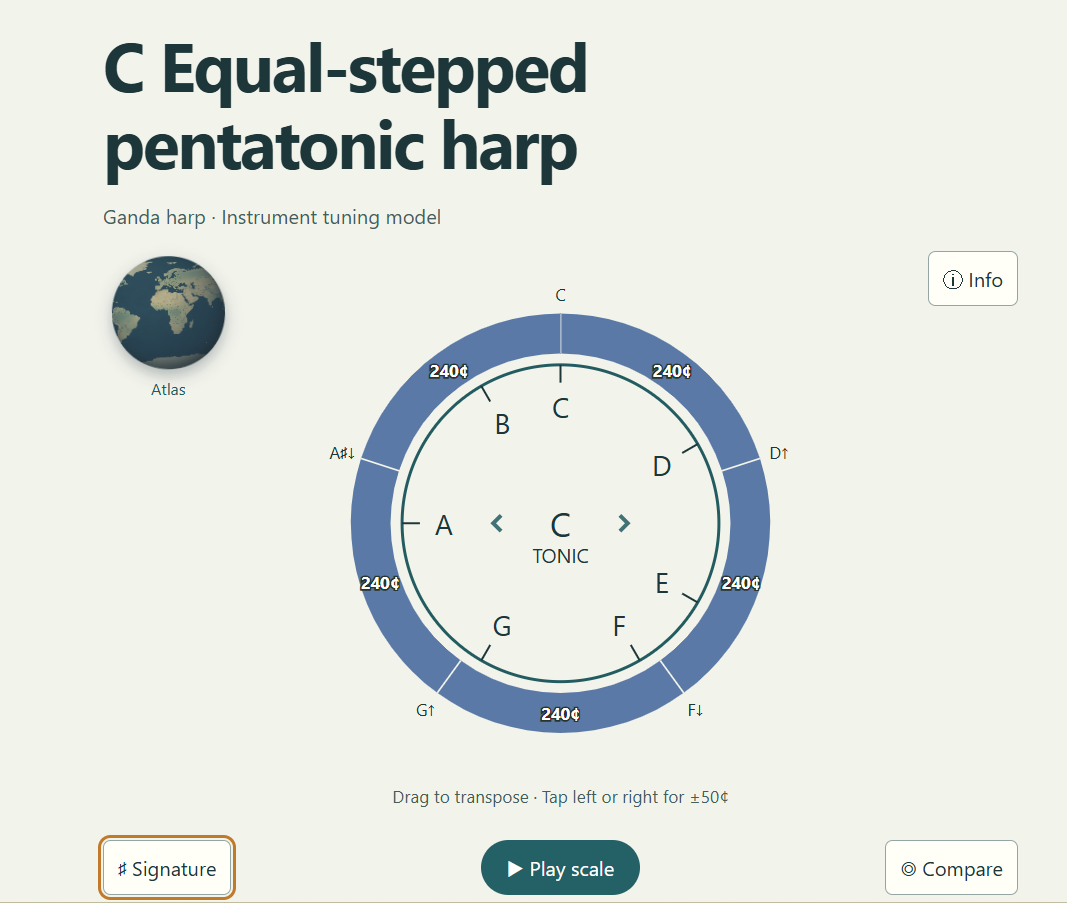 C Equal-stepped
pentatonic harp
Ganda harp · Instrument tuning model
ⓘ Info
Atlas
C
240¢
240¢
B
C
A♯↓
D
D↑
A
C
TONIC
240¢
E
240¢
G
F
G↑
240¢
F↓
Drag to transpose · Tap left or right for ±50¢
♯ Signature
▶ Play scale
◎ Compare